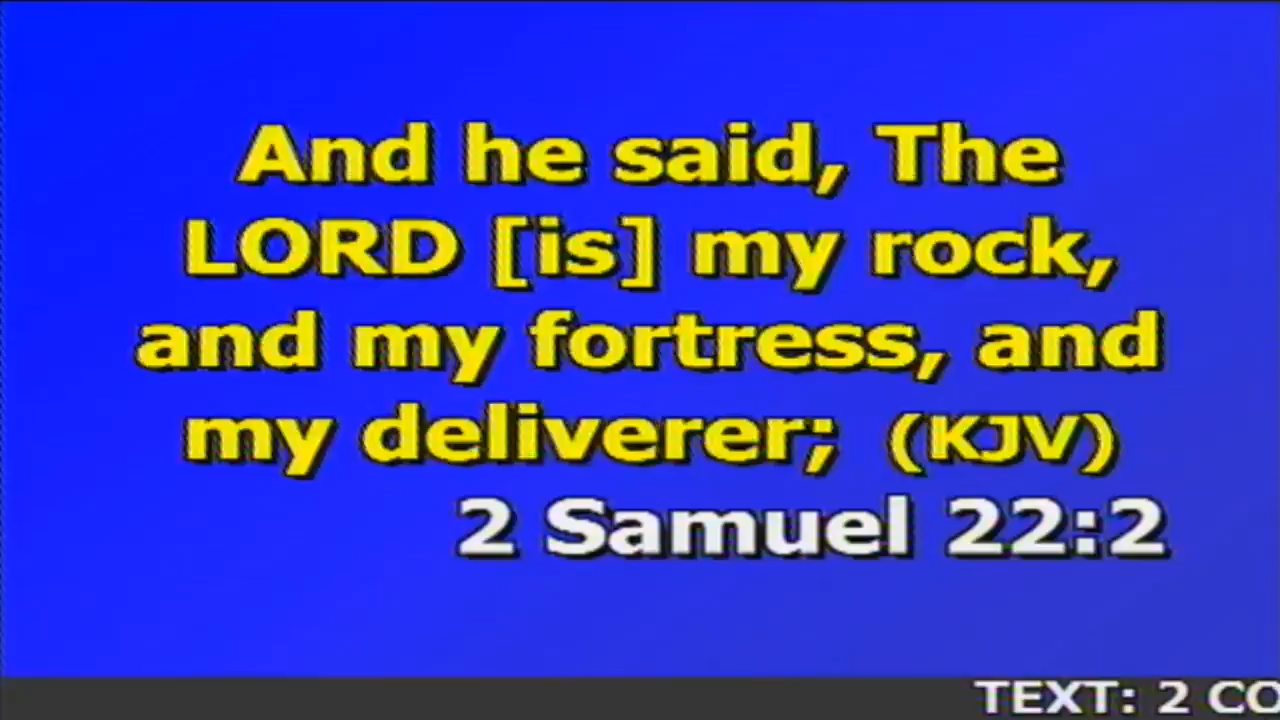 And he said, The
LORD [is] my rock,
and my fortress, and
my deliverer; (KJV)
2 Samuel 22:2
TEXT: 2 CO